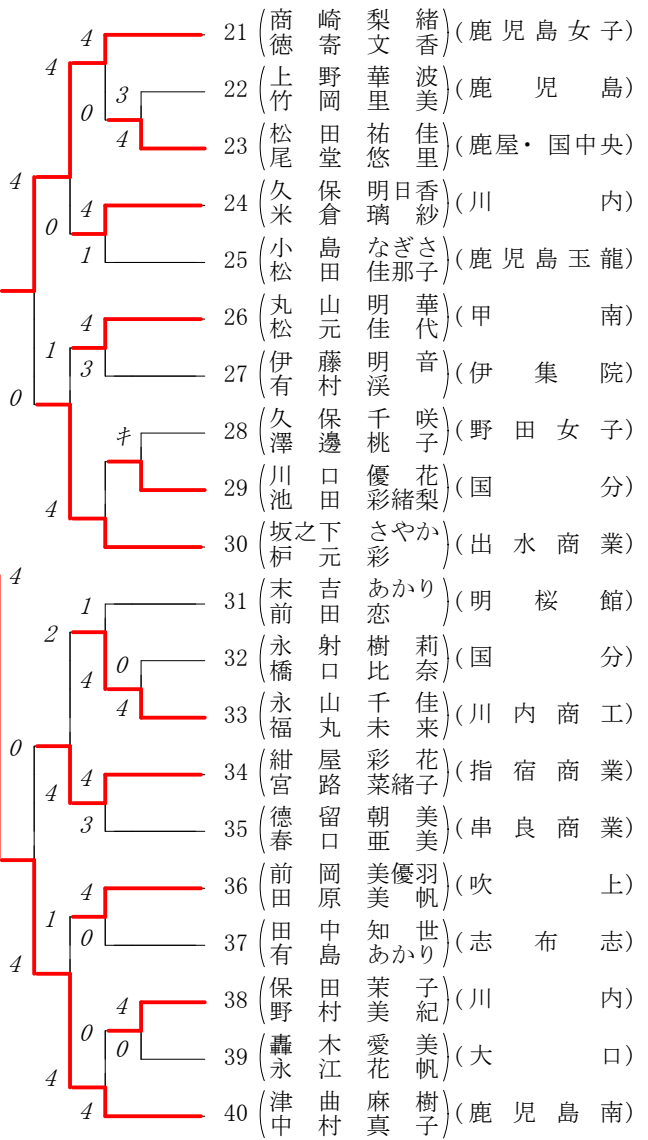 4
21 (商崎梨緒 徳寄文香) (鹿児島女子)
4
0
3
22 (上野華波 竹岡里美) (鹿児島)
4
23 (松田祐佳 尾堂悠里) (鹿屋・国中央)
4
4
24 (久保明日香 米倉璃紗) (川内)
0
1
25 (小島なぎさ 松田佳那子) (鹿児島玉龍)
4
26 (丸山明華 松元佳代) (甲南)
1
3
27 (伊藤明音 有村渓) (伊集院)
0
キ
28 (久保千咲 澤邊桃子) (野田女子)
29 (川口優花 池田彩緒梨) (国分)
4
30 (坂之下さやか 枦元彩) (出水商業)
4
1
31 (末吉あかり 前田恋) (明桜館)
2
0
32 (永射樹莉 橋口比奈) (国分)
4
4
33 (永山千佳 福丸未来) (川内商工)
0
4
34 (紺屋彩花 宮路菜緒子) (指宿商業)
3
35 (德留朝美 春口亜美) (串良商業)
4
36 (前岡美優羽 田原美帆) (吹上)
1
0
37 (田中知世 有島あかり) (志布志)
4
4
38 (保田茉子 野村美紀) (川内)
0
0
39 (轟木愛美 永江花帆) (大口)
4
4
40 (津曲麻樹 中村真子) (鹿児島南)